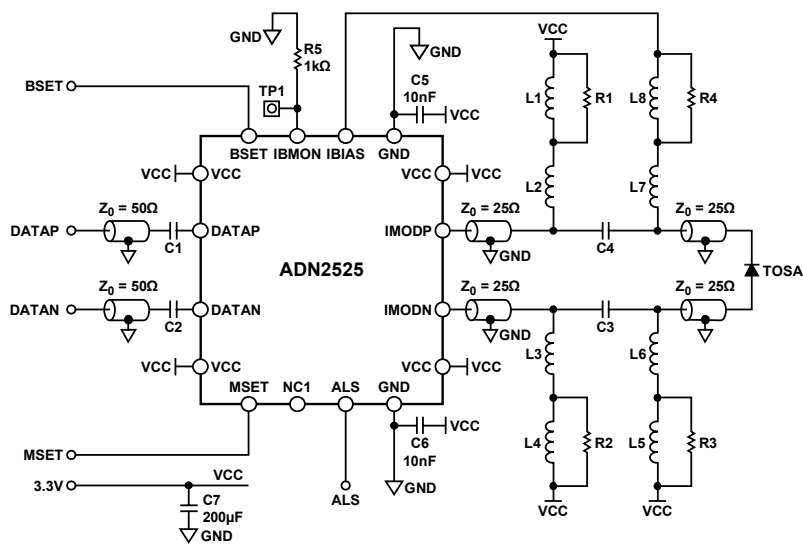 GND
R5
1kΩ
TP1
BSET
GND
C5
10nF
VCC
VCC
L1
R1
L8
R4
L2
L7
BSET
IBMON
IBIAS
GND
VCC
VCC
VCC
VCC
Z0 = 50Ω
DATAP
C1
DATAP
IMODP
Z0 = 25Ω
GND
C4
Z0 = 25Ω
ADN2525
TOSA
Z0 = 50Ω
DATAN
C2
DATAN
IMODN
Z0 = 25Ω
GND
C3
Z0 = 25Ω
VCC
VCC
VCC
VCC
MSET
NC1
ALS
GND
L3
L6
L4
R2
L5
R3
C6
10nF
VCC
MSET
3.3V
VCC
C7
200µF
GND
ALS
GND
VCC
VCC